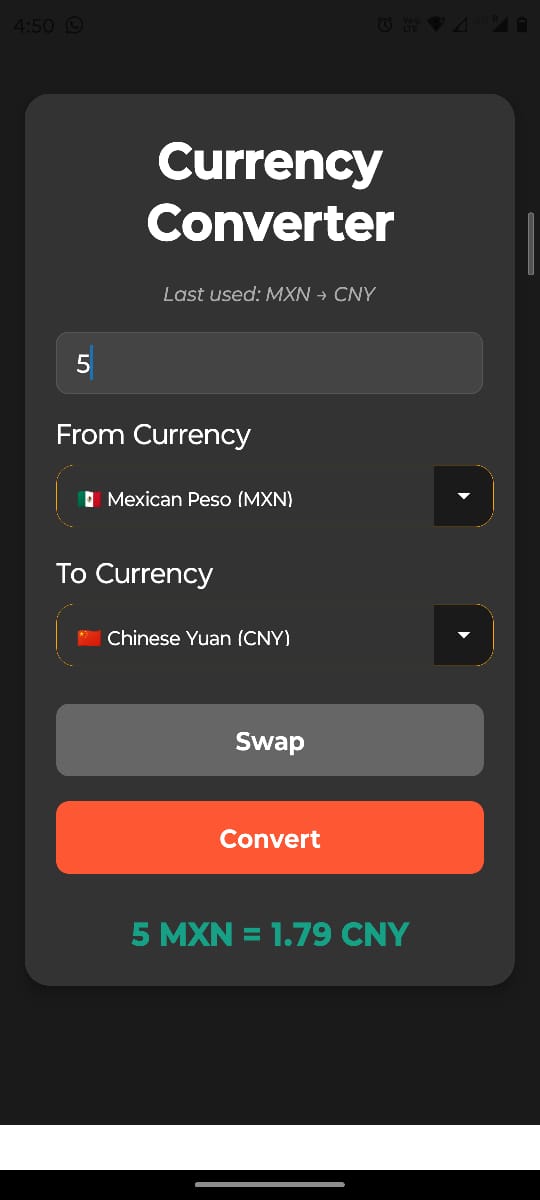 4:50
Currency
Converter
Last used: MXN → CNY
5
From Currency
🇲🇽 Mexican Peso (MXN)
To Currency
🇨🇳 Chinese Yuan (CNY)
Swap
Convert
5 MXN = 1.79 CNY